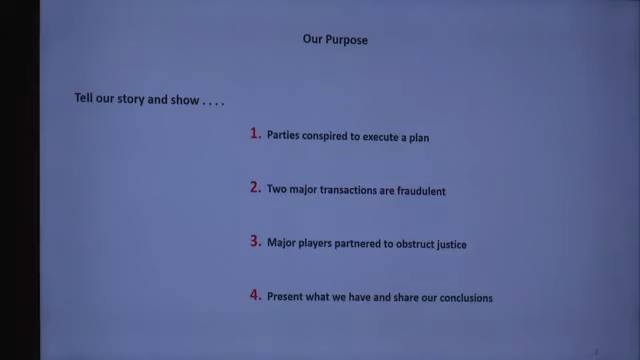 Our Purpose
Tell our story and show . . . .
1. Parties conspired to execute a plan
2. Two major transactions are fraudulent
3. Major players partnered to obstruct justice
4. Present what we have and share our conclusions